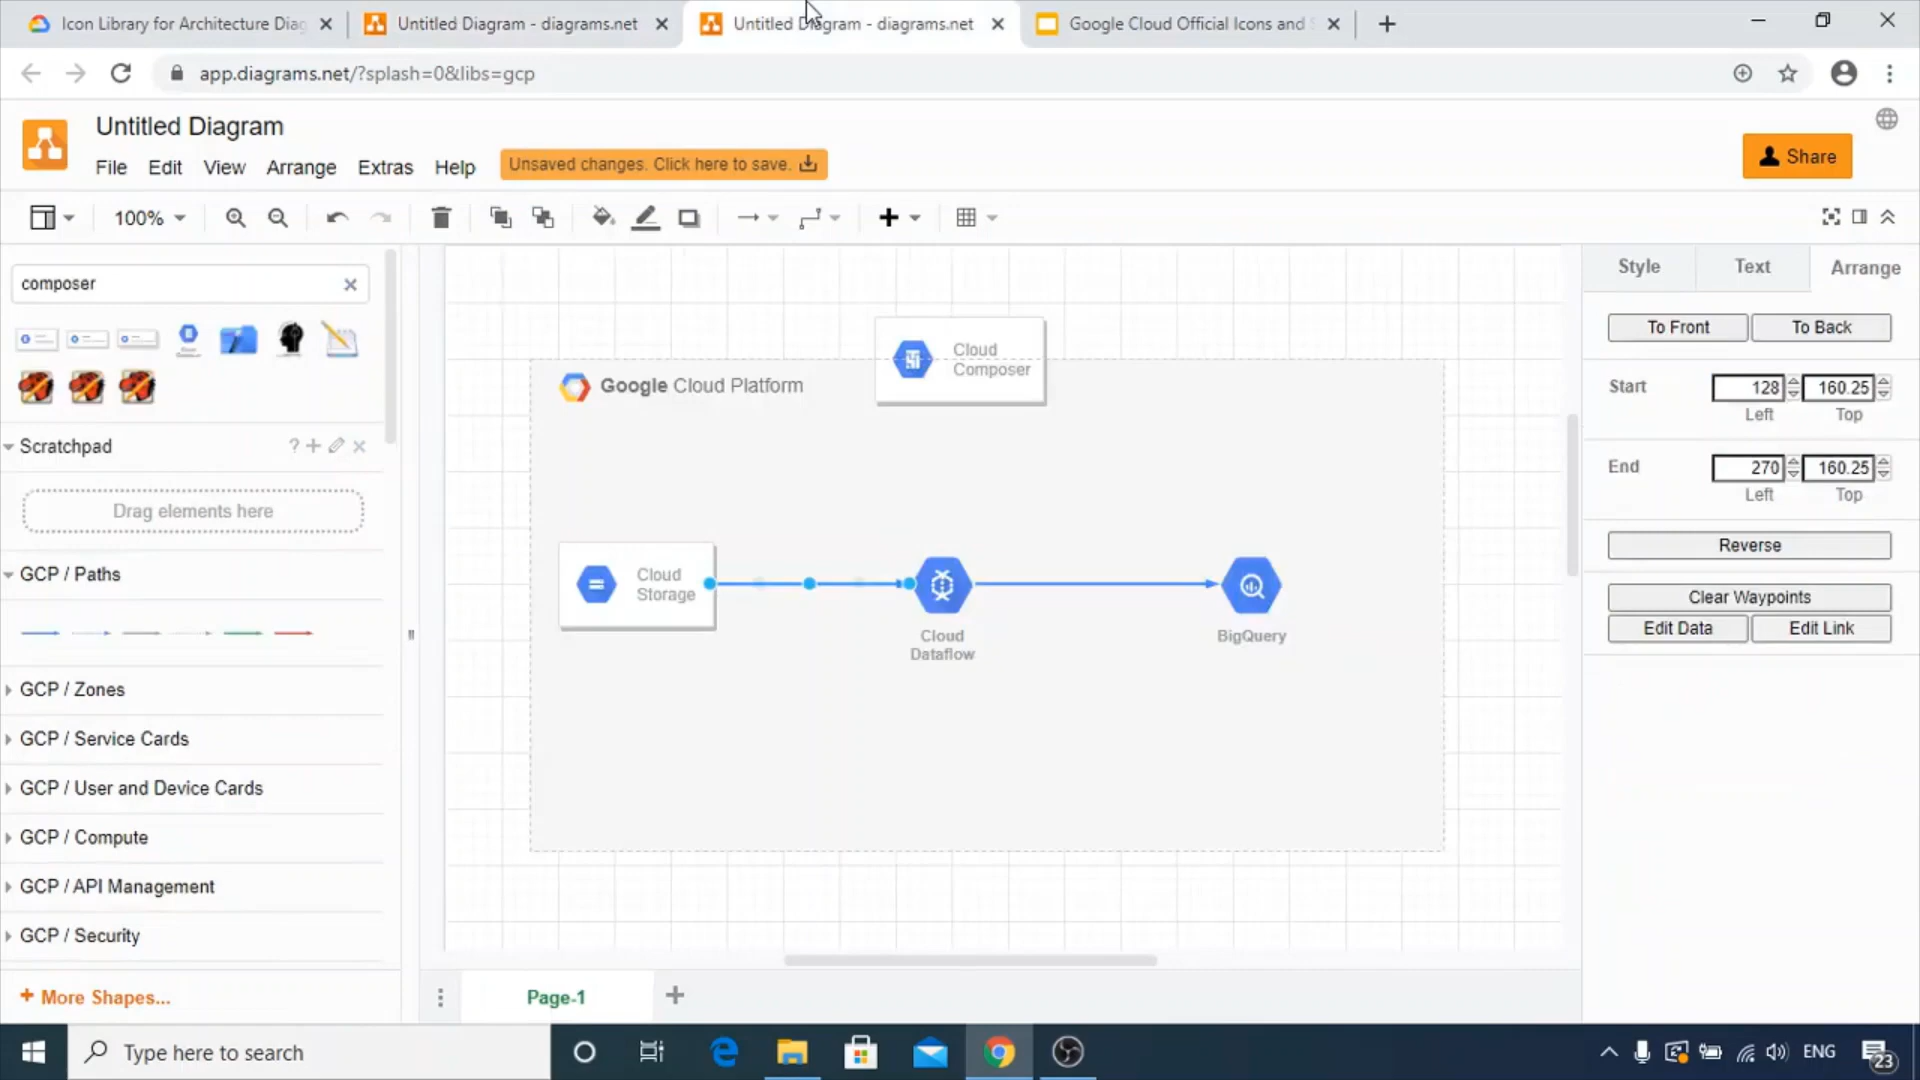 Icon Library for Architecture Diag
Untitled Diagram - diagrams.net
Untitled Diagram - diagrams.net
Google Cloud Official Icons and S
app.diagrams.net/?splash=0&libs=gcp
Untitled Diagram
File Edit View Arrange Extras Help
Unsaved changes. Click here to save.
Share
100%
composer
Scratchpad
?
Drag elements here
GCP / Paths
GCP / Zones
GCP / Service Cards
GCP / User and Device Cards
GCP / Compute
GCP / API Management
GCP / Security
+ More Shapes...
Cloud
Composer
Google Cloud Platform
Cloud
Storage
Cloud
Dataflow
BigQuery
Page-1
Style Text Arrange
To Front To Back
Start 128 160.25
Left Top
End 270 160.25
Left Top
Reverse
Clear Waypoints
Edit Data Edit Link
Type here to search
ENG
23